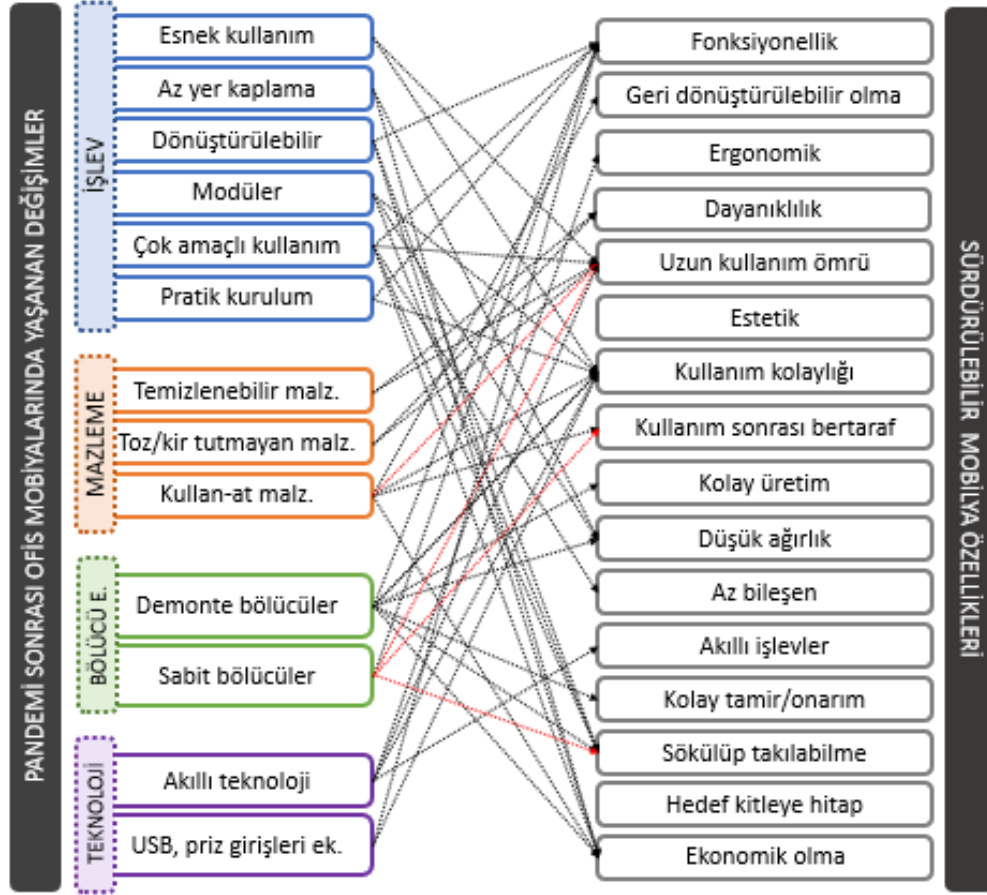 PANDEMİ SONRASI OFİS MOBİYALARINDA YAŞANAN DEĞİŞİMLER
İŞLEV
Esnek kullanım
Az yer kaplama
Dönüştürülebilir
Modüler
Çok amaçlı kullanım
Pratik kurulum
MAZLEME
Temizlenebilir malz.
Toz/kir tutmayan malz.
Kullan-at malz.
BÖLÜCÜ E.
Demonte bölücüler
Sabit bölücüler
TEKNOLOJİ
Akıllı teknoloji
USB, priz girişleri ek.
Fonksiyonellik
Geri dönüştürülebilir olma
Ergonomik
Dayanıklılık
Uzun kullanım ömrü
Estetik
Kullanım kolaylığı
Kullanım sonrası bertaraf
Kolay üretim
Düşük ağırlık
Az bileşen
Akıllı işlevler
Kolay tamir/onarım
Sökülüp takılabilme
Hedef kitleye hitap
Ekonomik olma
SÜRDÜRÜLEBİLİR MOBİLYA ÖZELLİKLERİ